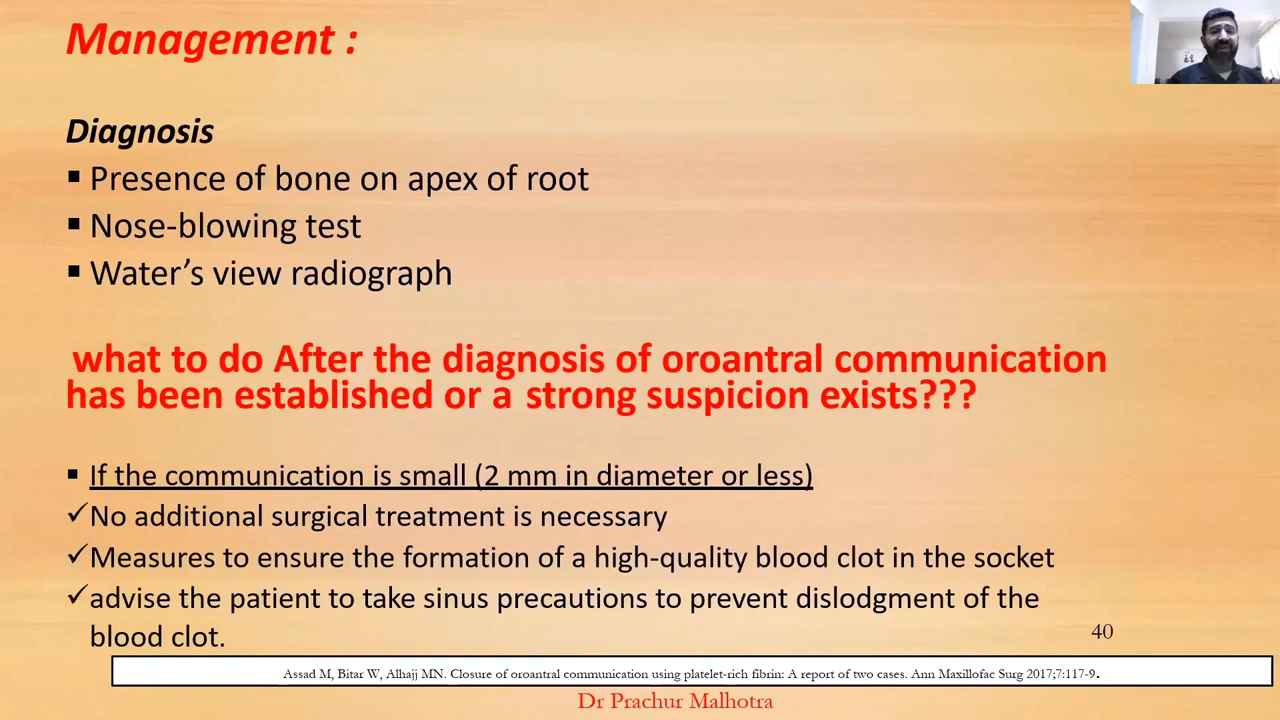 Management :
Diagnosis
▪ Presence of bone on apex of root
▪ Nose-blowing test
▪ Water’s view radiograph
what to do After the diagnosis of oroantral communication
has been established or a strong suspicion exists???
▪ If the communication is small (2 mm in diameter or less)
✓No additional surgical treatment is necessary
✓Measures to ensure the formation of a high-quality blood clot in the socket
✓advise the patient to take sinus precautions to prevent dislodgment of the
blood clot.
40
Assad M, Bitar W, Alhajj MN. Closure of oroantral communication using platelet-rich fibrin: A report of two cases. Ann Maxillofac Surg 2017;7:117-9.
Dr Prachur Malhotra